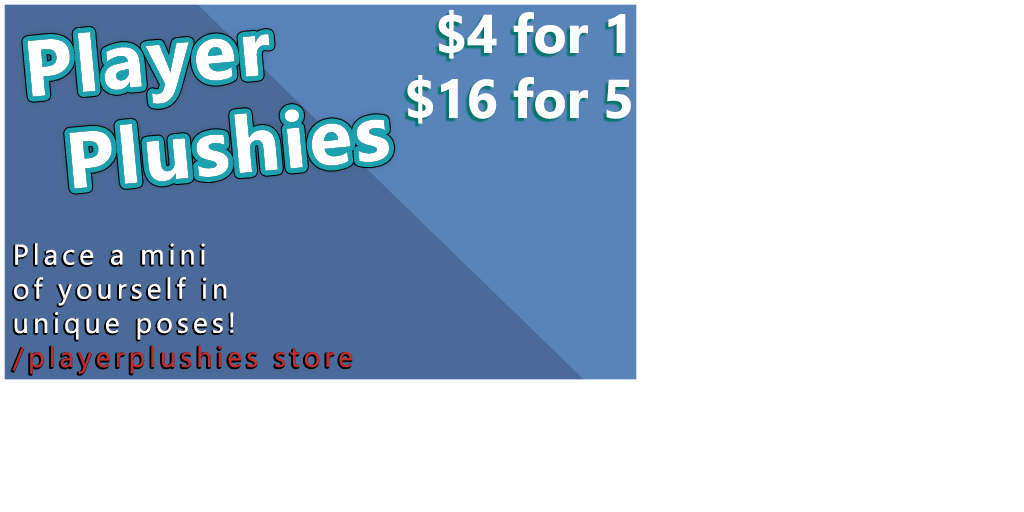 Player
Plushies
$4 for 1
$16 for 5
Place a mini
of yourself in
unique poses!
/playerplushies store